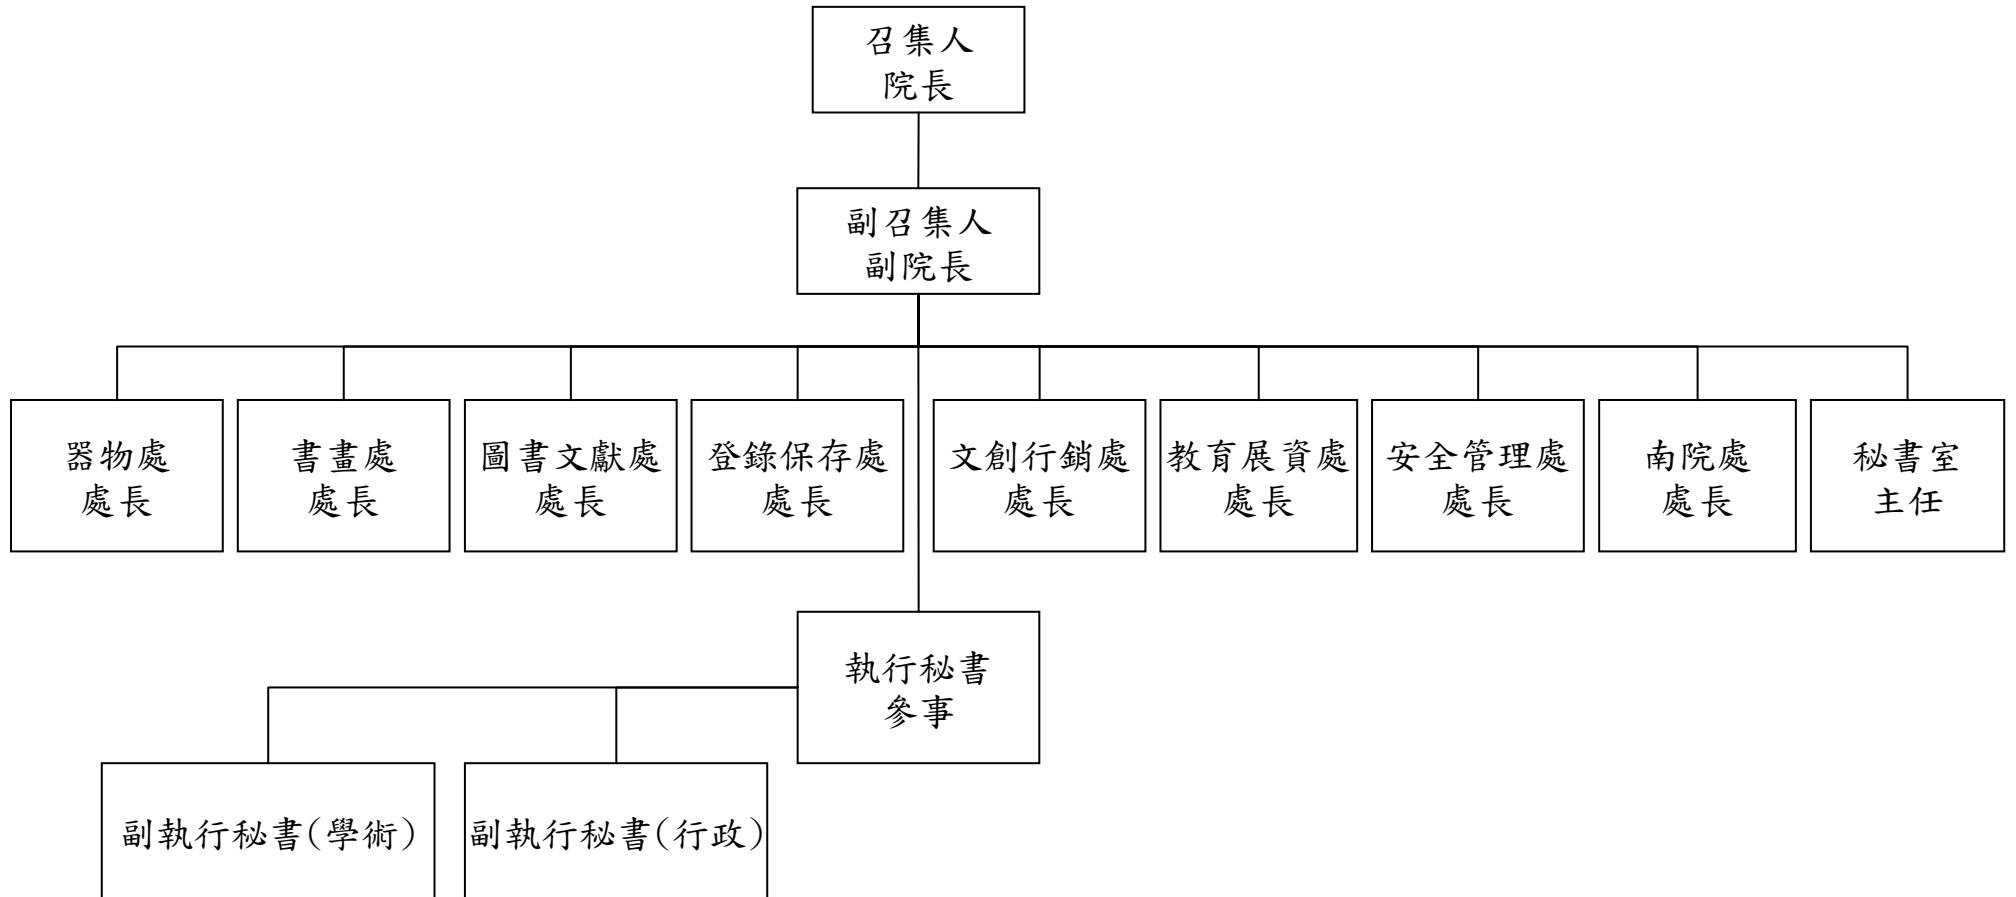 召集人
院長
副召集人
副院長
器物處
處長
書畫處
處長
圖書文獻處
處長
登錄保存處
處長
文創行銷處
處長
教育展資處
處長
安全管理處
處長
南院處
處長
秘書室
主任
執行秘書
參事
副執行秘書(學術)
副執行秘書(行政)